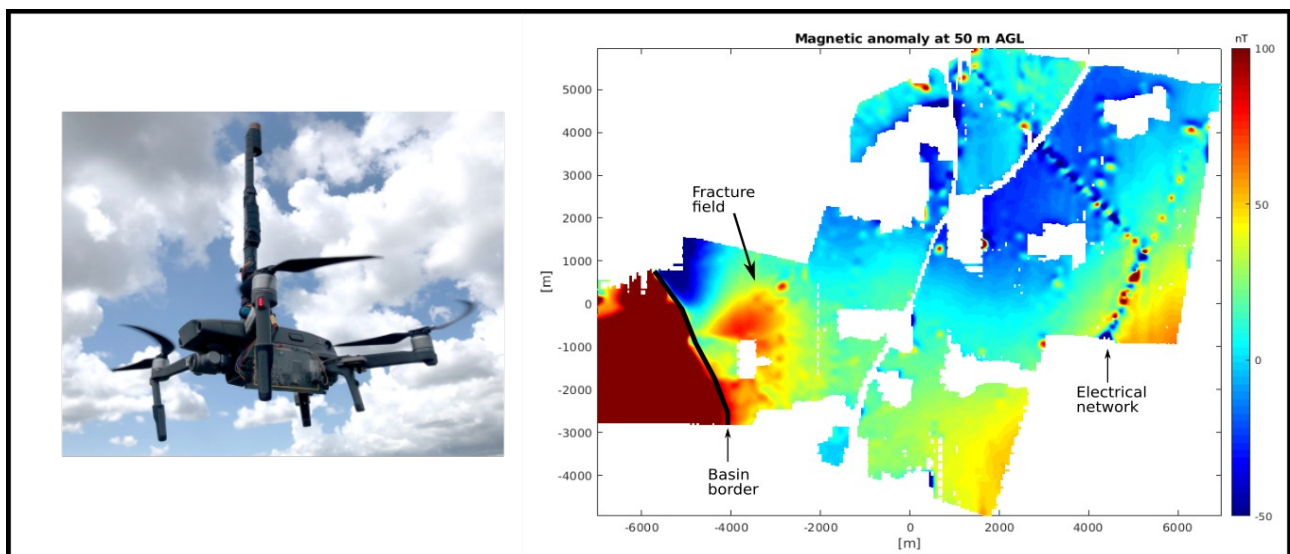 Magnetic anomaly at 50 m AGL
nT
100
50
0
-50
5000
4000
3000
2000
1000
0
-1000
-2000
-3000
-4000
[m]
Fracture
field
Electrical
network
Basin
border
-6000
-4000
-2000
0
2000
4000
6000
[m]